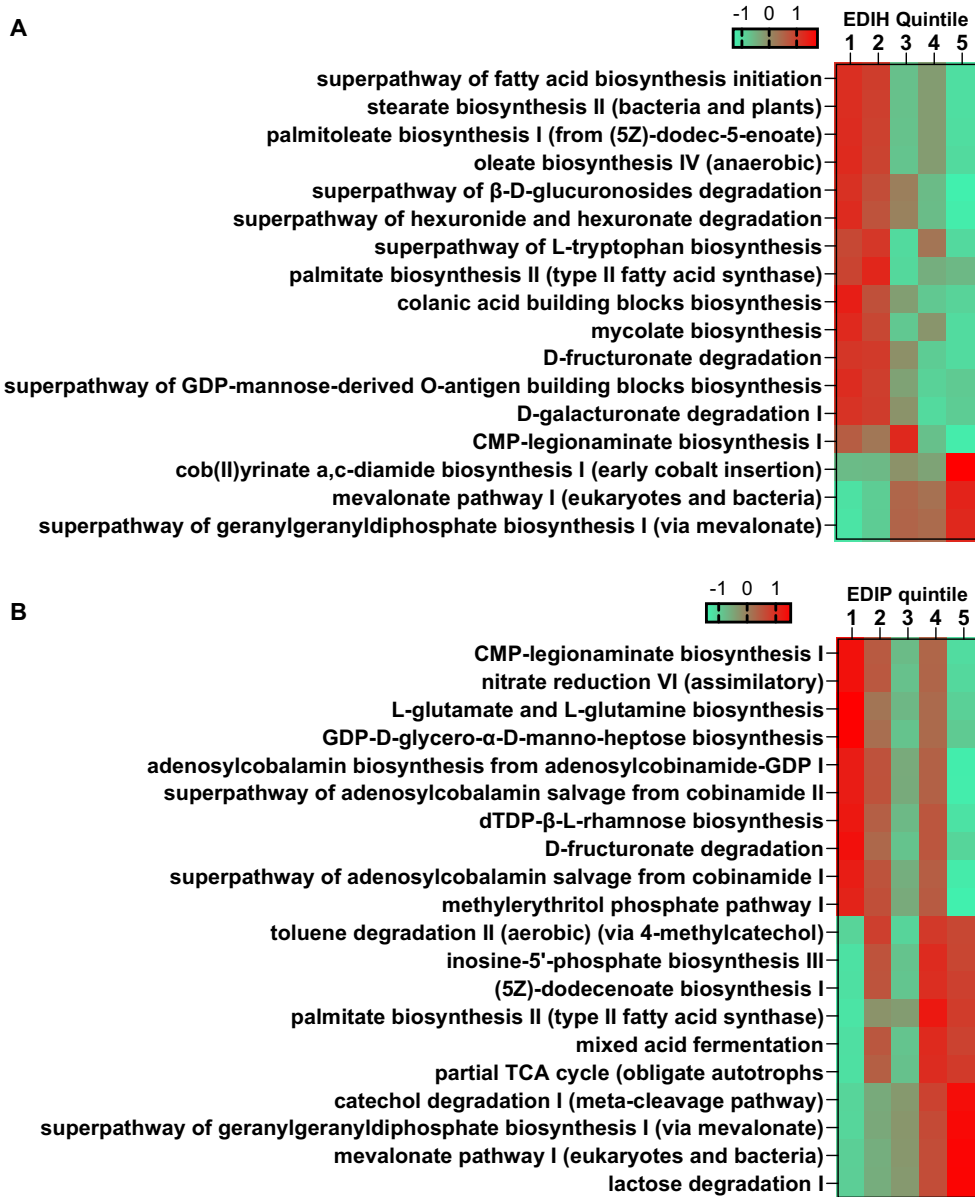 A
-1 0 1
EDIH Quintile
1 2 3 4 5
superpathway of fatty acid biosynthesis initiation
stearate biosynthesis II (bacteria and plants)
palmitoleate biosynthesis I (from (5Z)-dodec-5-enoate)
oleate biosynthesis IV (anaerobic)
superpathway of β-D-glucuronosides degradation
superpathway of hexuronide and hexuronate degradation
superpathway of L-tryptophan biosynthesis
palmitate biosynthesis II (type II fatty acid synthase)
colanic acid building blocks biosynthesis
mycolate biosynthesis
D-fructuronate degradation
superpathway of GDP-mannose-derived O-antigen building blocks biosynthesis
D-galacturonate degradation I
CMP-legionaminate biosynthesis I
cob(II)yrinate a,c-diamide biosynthesis I (early cobalt insertion)
mevalonate pathway I (eukaryotes and bacteria)
superpathway of geranylgeranyldiphosphate biosynthesis I (via mevalonate)
B
-1 0 1
EDIP quintile
1 2 3 4 5
CMP-legionaminate biosynthesis I
nitrate reduction VI (assimilatory)
L-glutamate and L-glutamine biosynthesis
GDP-D-glycero-α-D-manno-heptose biosynthesis
adenosylcobalamin biosynthesis from adenosylcobinamide-GDP I
superpathway of adenosylcobalamin salvage from cobinamide II
dTDP-β-L-rhamnose biosynthesis
D-fructuronate degradation
superpathway of adenosylcobalamin salvage from cobinamide I
methylerythritol phosphate pathway I
toluene degradation II (aerobic) (via 4-methylcatechol)
inosine-5'-phosphate biosynthesis III
(5Z)-dodecenoate biosynthesis I
palmitate biosynthesis II (type II fatty acid synthase)
mixed acid fermentation
partial TCA cycle (obligate autotrophs
catechol degradation I (meta-cleavage pathway)
superpathway of geranylgeranyldiphosphate biosynthesis I (via mevalonate)
mevalonate pathway I (eukaryotes and bacteria)
lactose degradation I